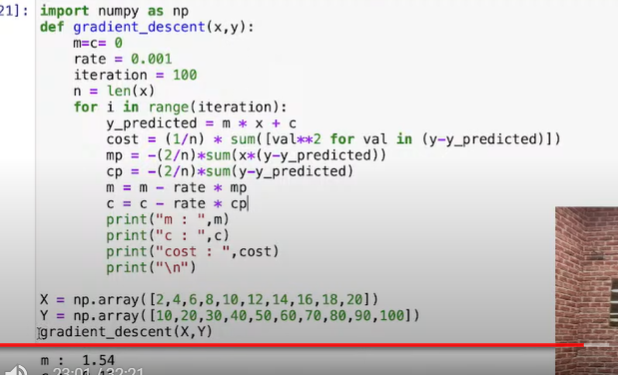 21]: import numpy as np
def gradient_descent(x,y):
    m=c= 0
    rate = 0.001
    iteration = 100
    n = len(x)
    for i in range(iteration):
        y_predicted = m * x + c
        cost = (1/n) * sum([val**2 for val in (y-y_predicted)])
        mp = -(2/n)*sum(x*(y-y_predicted))
        cp = -(2/n)*sum(y-y_predicted)
        m = m - rate * mp
        c = c - rate * cp
        print("m : ",m)
        print("c : ",c)
        print("cost : ",cost)
        print("\n")
X = np.array([2,4,6,8,10,12,14,16,18,20])
Y = np.array([10,20,30,40,50,60,70,80,90,100])
gradient_descent(X,Y)
m :  1.54
23:01 / 32:21